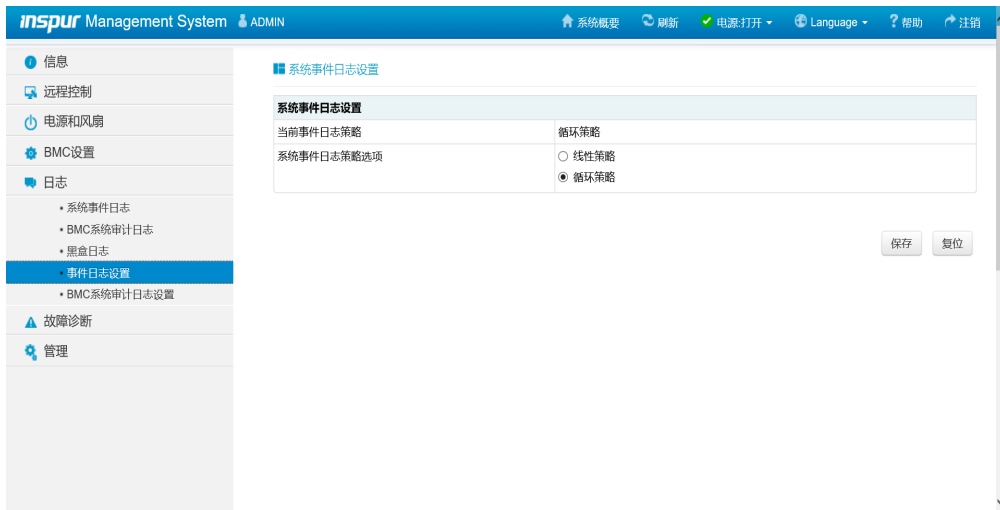 inspur Management System ADMIN 系统概要 刷新 电源:打开 Language 帮助 注销
信息
远程控制
电源和风扇
BMC设置
日志
系统事件日志
BMC系统审计日志
黑盒日志
事件日志设置
BMC系统审计日志设置
故障诊断
管理
系统事件日志设置
系统事件日志设置
当前事件日志策略 循环策略
系统事件日志策略选项 线性策略
循环策略
保存 复位